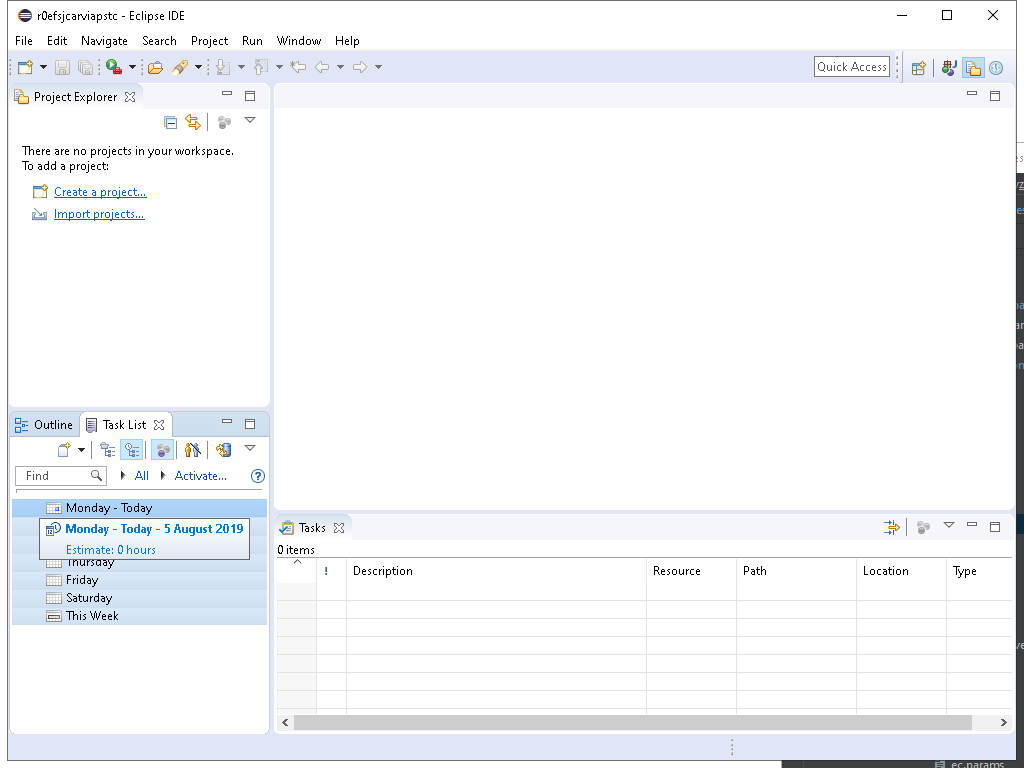 r0efsjcarviapstc - Eclipse IDE
File Edit Navigate Search Project Run Window Help
Quick Access
Project Explorer
There are no projects in your workspace.
To add a project:
Create a project...
Import projects...
Outline Task List
Find All Activate...
Monday - Today
Monday - Today - 5 August 2019
Estimate: 0 hours
Thursday
Friday
Saturday
This Week
Tasks
0 items
! Description Resource Path Location Type
ec.params